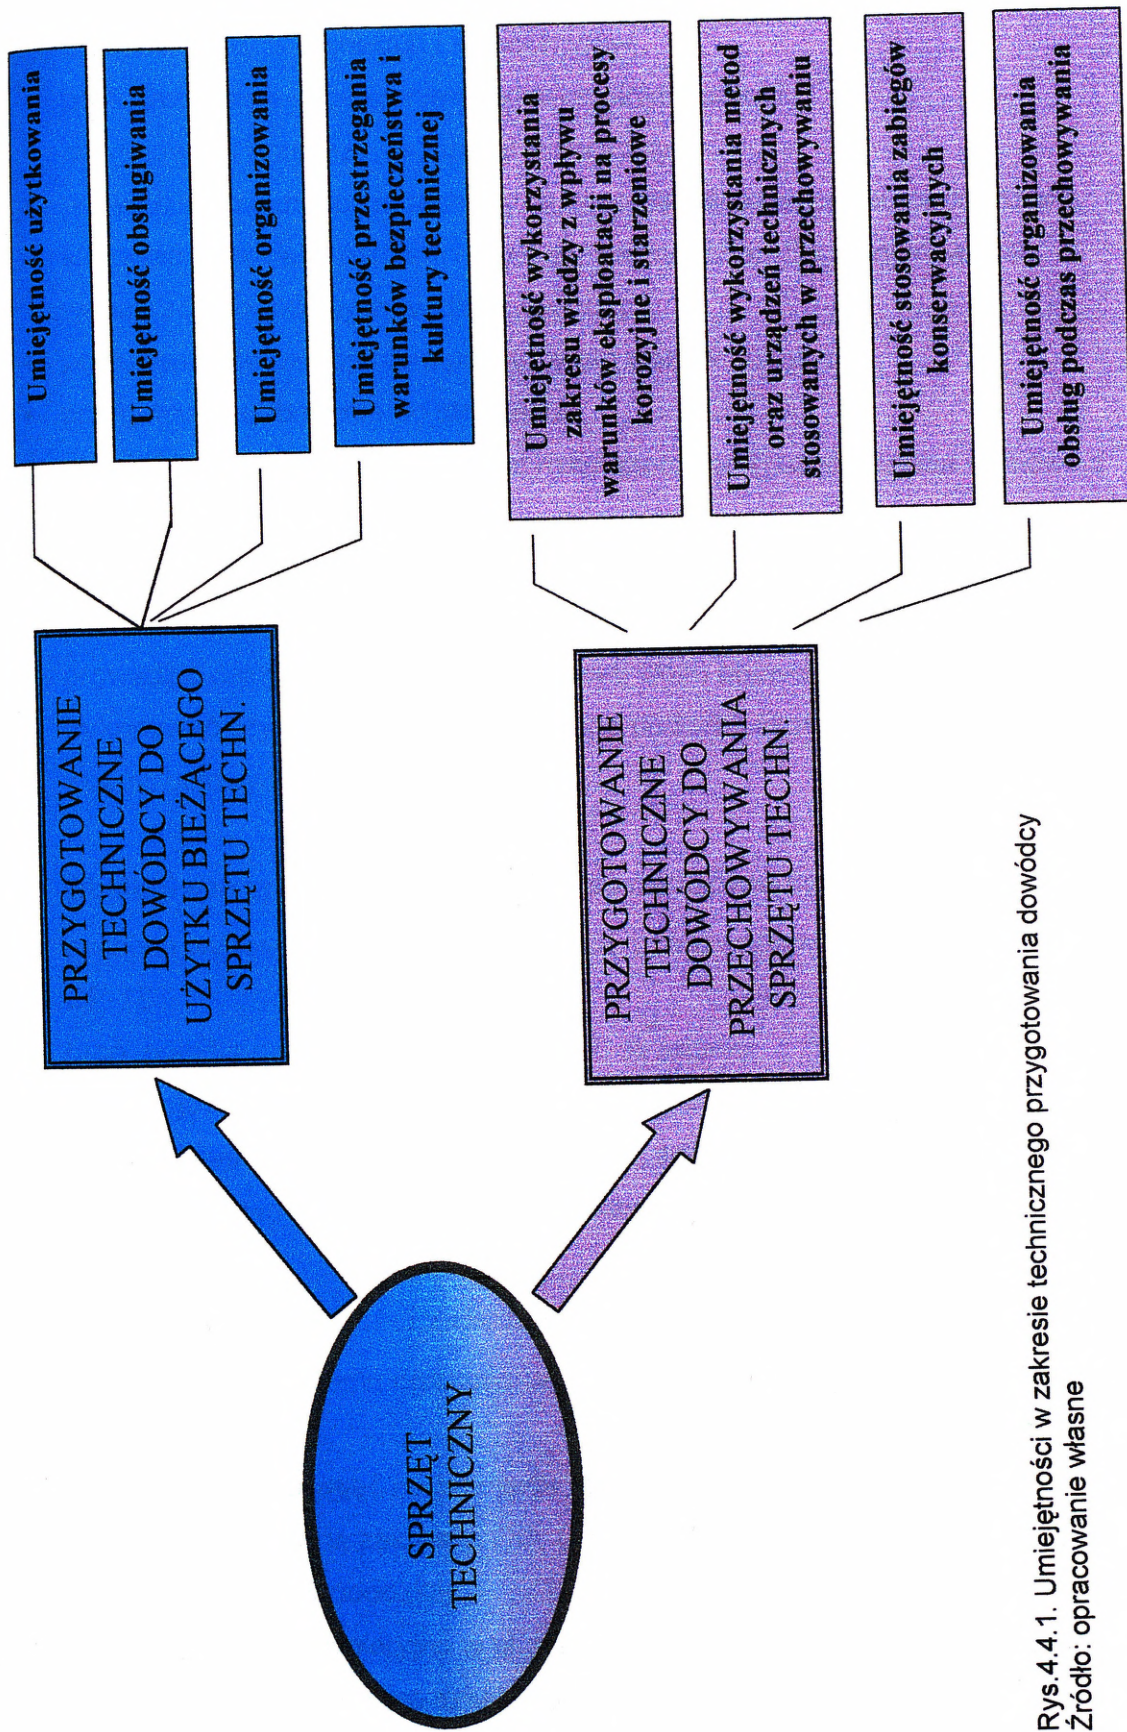 SPRZĘT
TECHNICZNY
PRZYGOTOWANIE
TECHNICZNE
DOWÓDCY DO
UŻYTKU BIEŻĄCEGO
SPRZĘTU TECHN.
Umiejętność użytkowania
Umiejętność obsługiwania
Umiejętność organizowania
Umiejętność przestrzegania
warunków bezpieczeństwa i
kultury technicznej
PRZYGOTOWANIE
TECHNICZNE
DOWÓDCY DO
PRZECHOWYWANIA
SPRZĘTU TECHN.
Umiejętność wykorzystania
zakresu wiedzy z wpływu
warunków eksploatacji na procesy
korozyjne i starzeniowe
Umiejętność wykorzystania metod
oraz urządzeń technicznych
stosowanych w przechowywaniu
Umiejętność stosowania zabiegów
konserwacyjnych
Umiejętność organizowania
obsług podczas przechowywania
Rys.4.4.1. Umiejętności w zakresie technicznego przygotowania dowódcy
Źródło: opracowanie własne